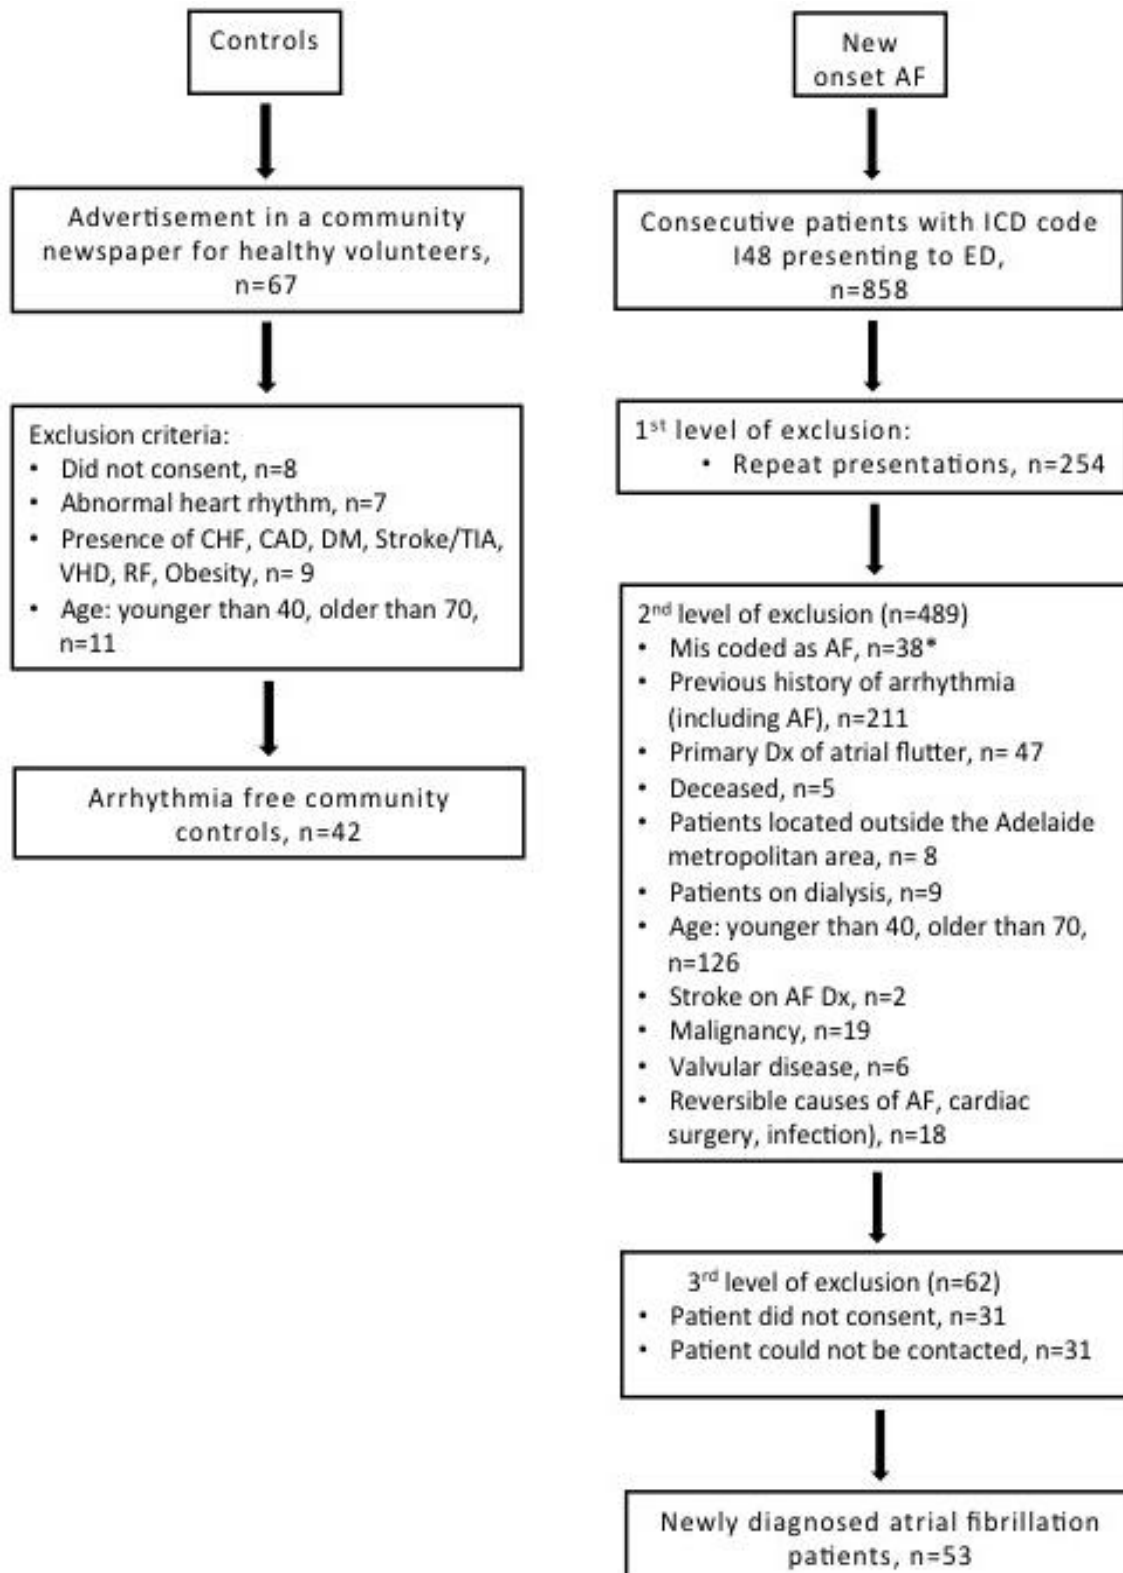 Controls
Advertisement in a community
newspaper for healthy volunteers,
n=67
Exclusion criteria:
• Did not consent, n=8
• Abnormal heart rhythm, n=7
• Presence of CHF, CAD, DM, Stroke/TIA,
VHD, RF, Obesity, n= 9
• Age: younger than 40, older than 70,
n=11
Arrhythmia free community
controls, n=42
New
onset AF
Consecutive patients with ICD code
I48 presenting to ED,
n=858
1st level of exclusion:
• Repeat presentations, n=254
2nd level of exclusion (n=489)
• Mis coded as AF, n=38*
• Previous history of arrhythmia
(including AF), n=211
• Primary Dx of atrial flutter, n= 47
• Deceased, n=5
• Patients located outside the Adelaide
metropolitan area, n= 8
• Patients on dialysis, n=9
• Age: younger than 40, older than 70,
n=126
• Stroke on AF Dx, n=2
• Malignancy, n=19
• Valvular disease, n=6
• Reversible causes of AF, cardiac
surgery, infection), n=18
3rd level of exclusion (n=62)
• Patient did not consent, n=31
• Patient could not be contacted, n=31
Newly diagnosed atrial fibrillation
patients, n=53